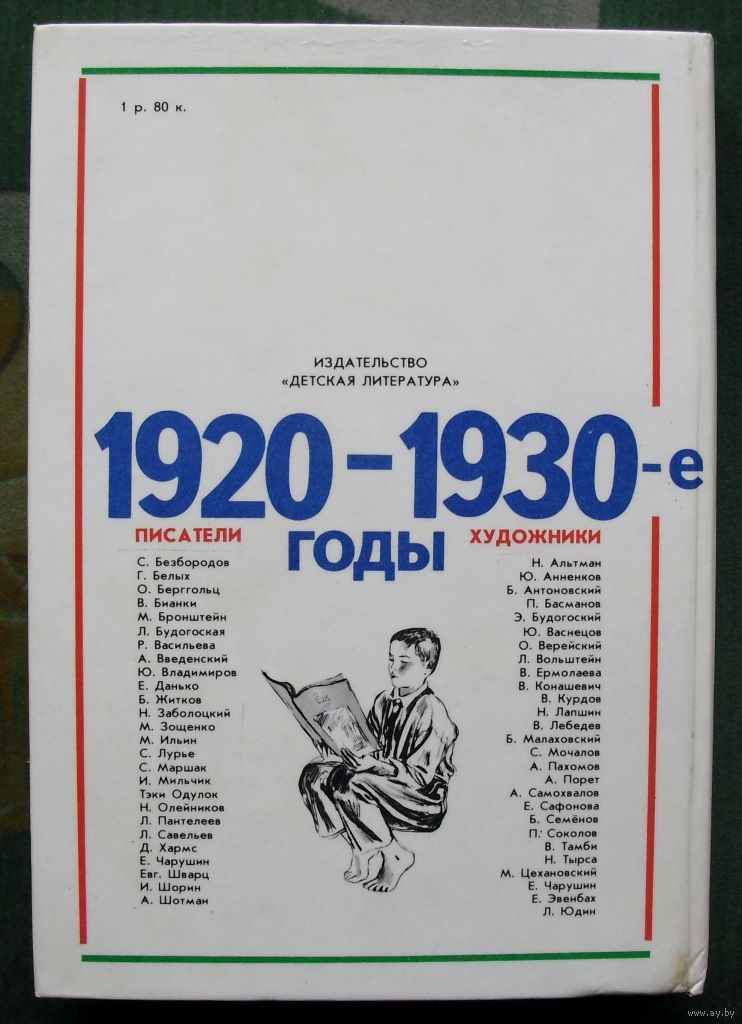 1 р. 80 к.
ИЗДАТЕЛЬСТВО
«ДЕТСКАЯ ЛИТЕРАТУРА»
1920–1930-е
ГОДЫ
ПИСАТЕЛИ
С. Безбородов
Г. Белых
О. Берггольц
В. Бианки
М. Бронштейн
Л. Будогоская
Р. Васильева
А. Введенский
Ю. Владимиров
Е. Данько
Б. Житков
Н. Заболоцкий
М. Зощенко
М. Ильин
С. Лурье
С. Маршак
И. Мильчик
Тэки Одулок
Н. Олейников
Л. Пантелеев
Л. Савельев
Д. Хармс
Е. Чарушин
Евг. Шварц
И. Шорин
А. Шотман
ХУДОЖНИКИ
Н. Альтман
Ю. Анненков
Б. Антоновский
П. Басманов
Э. Будогоский
Ю. Васнецов
О. Верейский
Л. Вольштейн
В. Ермолаева
В. Конашевич
В. Курдов
Н. Лапшин
В. Лебедев
Б. Малаховский
С. Мочалов
А. Пахомов
А. Порет
А. Самохвалов
Е. Сафонова
Б. Семёнов
П. Соколов
В. Тамби
Н. Тырса
М. Цехановский
Е. Чарушин
Е. Эвенбах
Л. Юдин
www.ay.by